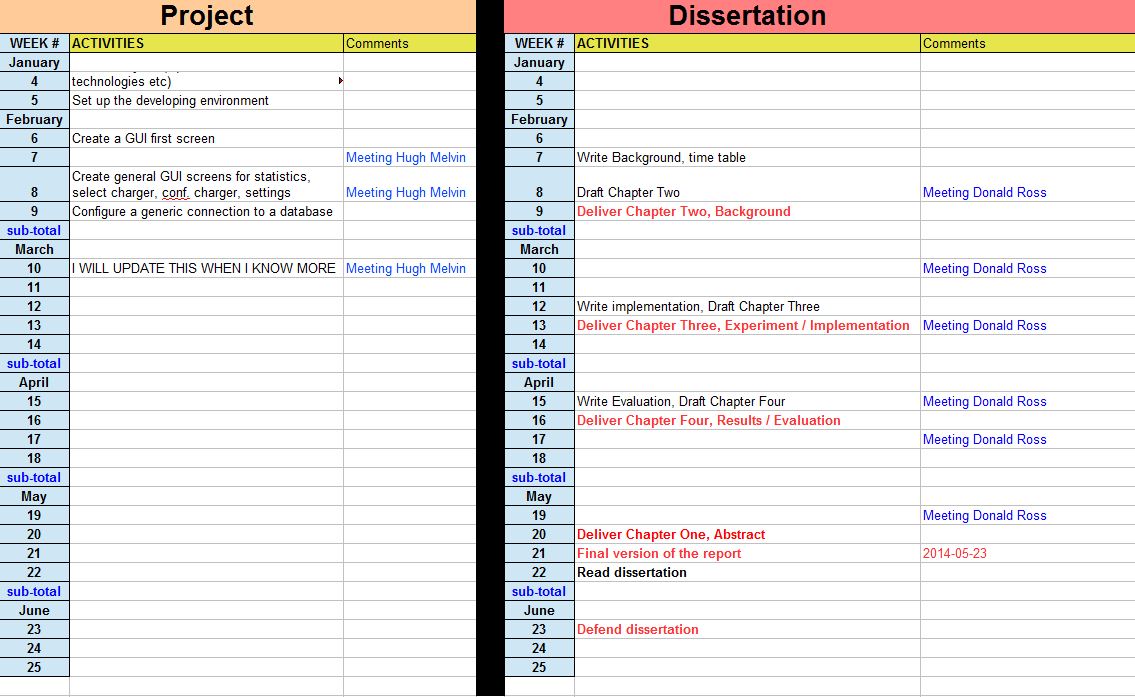 Project
WEEK # ACTIVITIES Comments
January
4 technologies etc)
5 Set up the developing environment
February
6 Create a GUI first screen
7 Meeting Hugh Melvin
Create general GUI screens for statistics,
8 select charger, conf. charger, settings Meeting Hugh Melvin
9 Configure a generic connection to a database
sub-total
March
10 I WILL UPDATE THIS WHEN I KNOW MORE Meeting Hugh Melvin
11
12
13
14
sub-total
April
15
16
17
18
sub-total
May
19
20
21
22
sub-total
June
23
24
25
Dissertation
WEEK # ACTIVITIES Comments
January
4
5
February
6
7 Write Background, time table
8 Draft Chapter Two Meeting Donald Ross
9 Deliver Chapter Two, Background
sub-total
March
10 Meeting Donald Ross
11
12 Write implementation, Draft Chapter Three
13 Deliver Chapter Three, Experiment / Implementation Meeting Donald Ross
14
sub-total
April
15 Write Evaluation, Draft Chapter Four Meeting Donald Ross
16 Deliver Chapter Four, Results / Evaluation
17 Meeting Donald Ross
18
sub-total
May
19 Meeting Donald Ross
20 Deliver Chapter One, Abstract
21 Final version of the report 2014-05-23
22 Read dissertation
sub-total
June
23 Defend dissertation
24
25